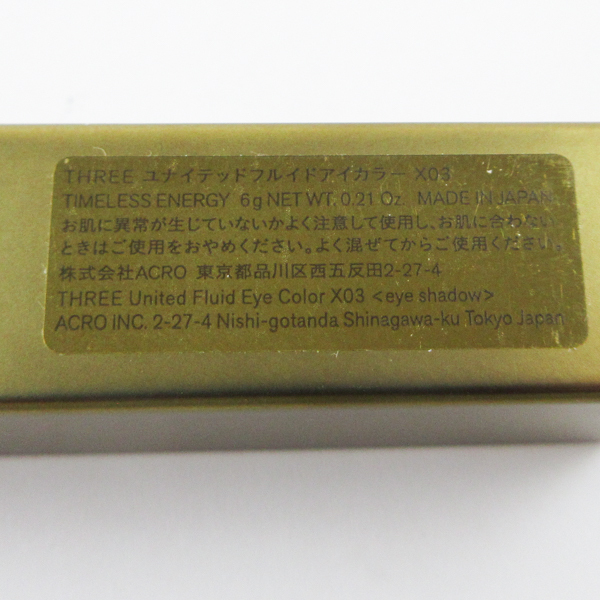 THREE ユナイテッドフルイドアイカラー X03
TIMELESS ENERGY 6g NET WT. 0.21 Oz. MADE IN JAPAN
お肌に異常が生じていないかよく注意して使用し、お肌に合わない
ときはご使用をおやめください。よく混ぜてからご使用ください。
株式会社ACRO 東京都品川区西五反田2-27-4
THREE United Fluid Eye Color X03 <eye shadow>
ACRO INC. 2-27-4 Nishi-gotanda Shinagawa-ku Tokyo Japan